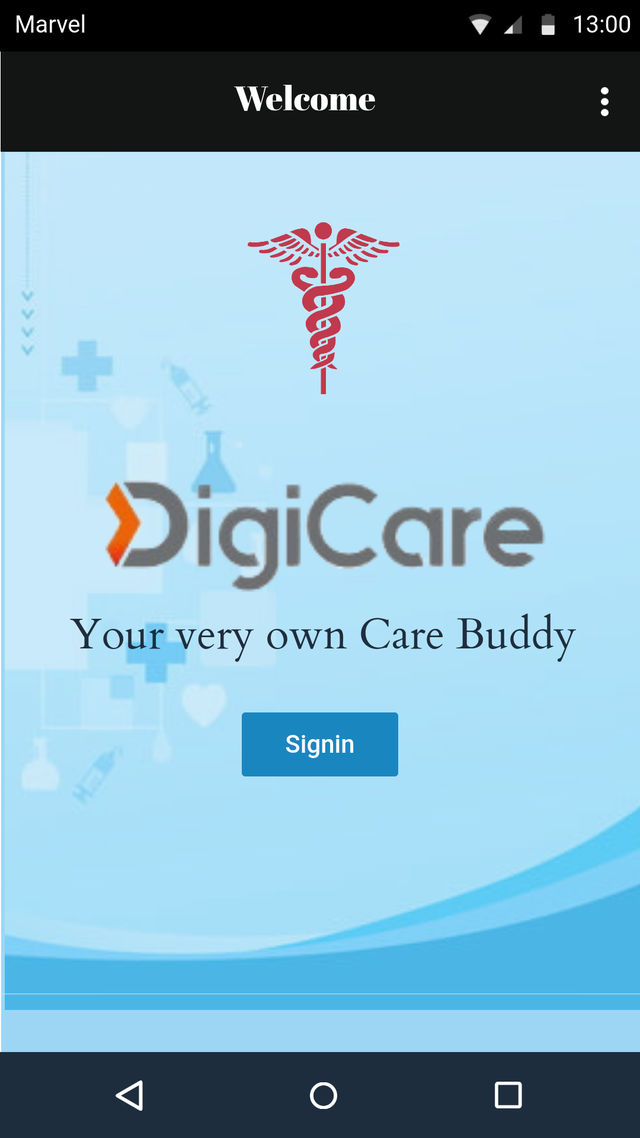 Marvel 13:00
Welcome
DigiCare
Your very own Care Buddy
Signin